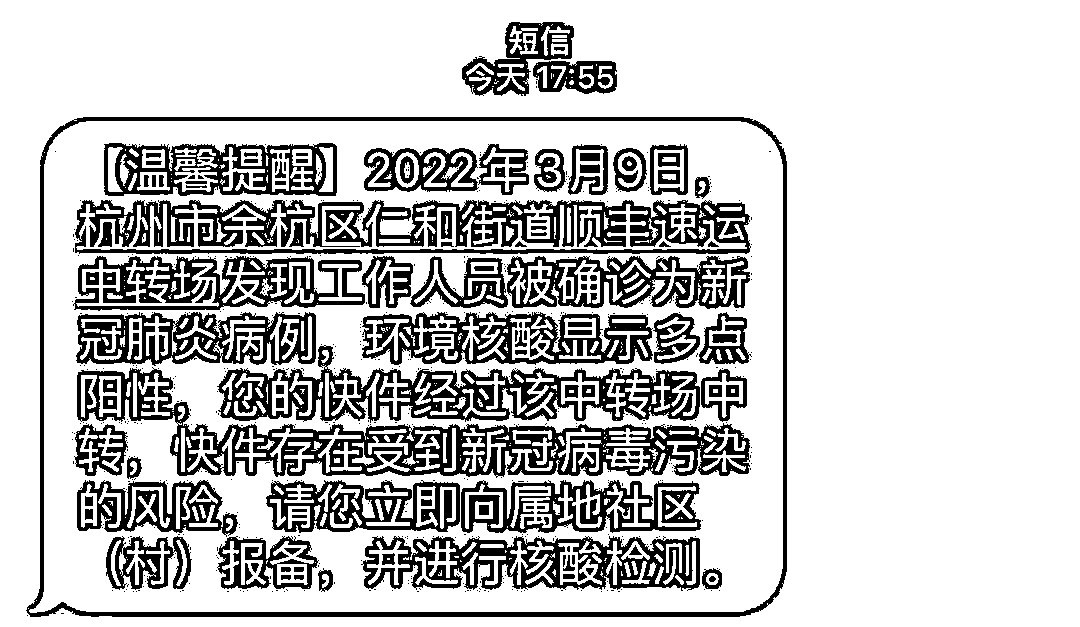 短信
今天 17:55
【温馨提醒】2022年3月9日，
杭州市余杭区仁和街道顺丰速运
中转场发现工作人员被确诊为新
冠肺炎病例，环境核酸显示多点
阳性，您的快件经过该中转场中
转，快件存在受到新冠病毒污染
的风险，请您立即向属地社区
（村）报备，并进行核酸检测。